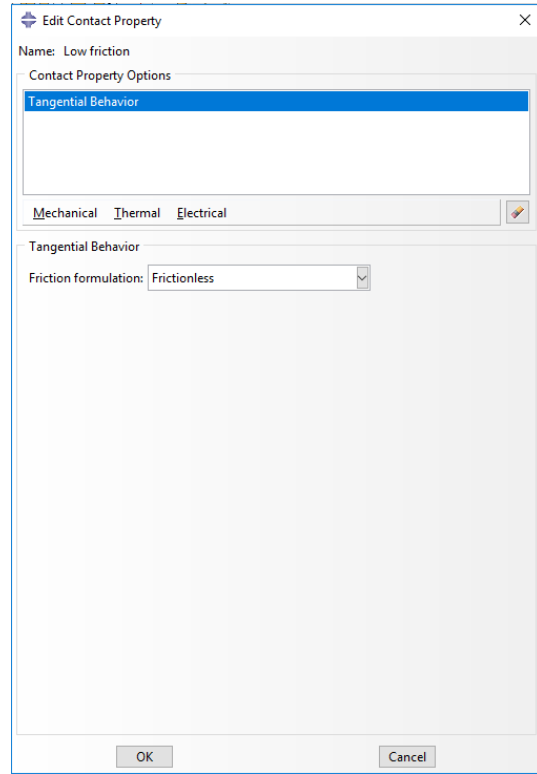 Edit Contact Property
Name: Low friction
Contact Property Options
Tangential Behavior
Mechanical Thermal Electrical
Tangential Behavior
Friction formulation: Frictionless
OK Cancel